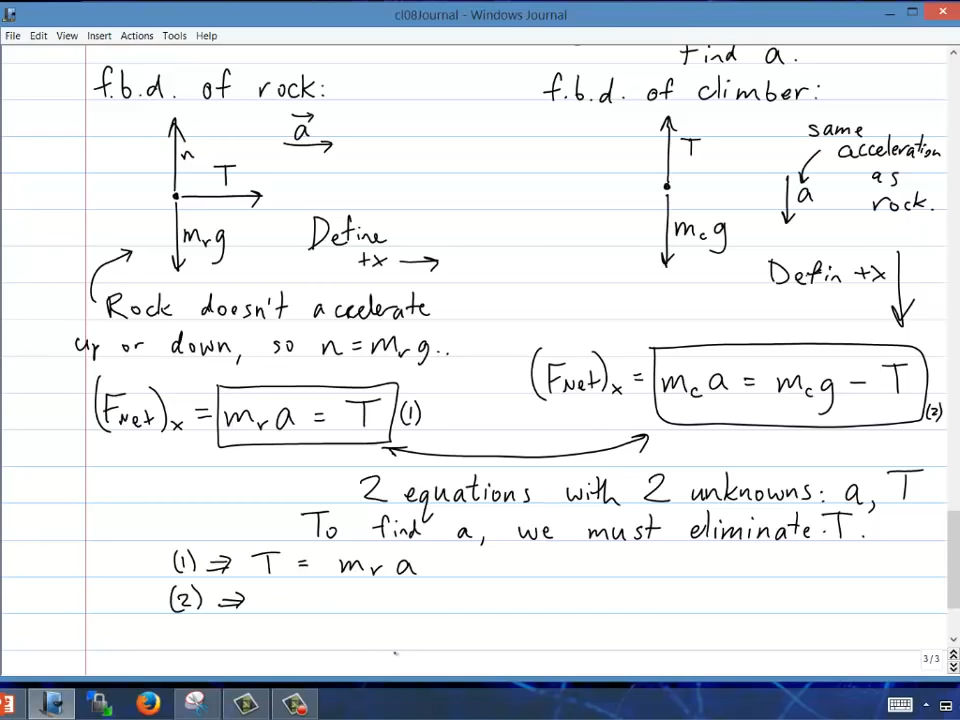 cl08Journal - Windows Journal
File Edit View Insert Actions Tools Help
Find a.
f.b.d. of rock:
n
T
a
mrg
Define
+x
Rock doesn't accelerate
up or down, so n = mrg..
(FNet)x = mra = T (1)
f.b.d. of climber:
T
mcg
same
acceleration
as
rock.
a
Defin +x
(FNet)x = mca = mcg - T
(2)
2 equations with 2 unknowns: a, T
To find a, we must eliminate T.
(1) ⇒ T = mr a
(2) ⇒
3/3